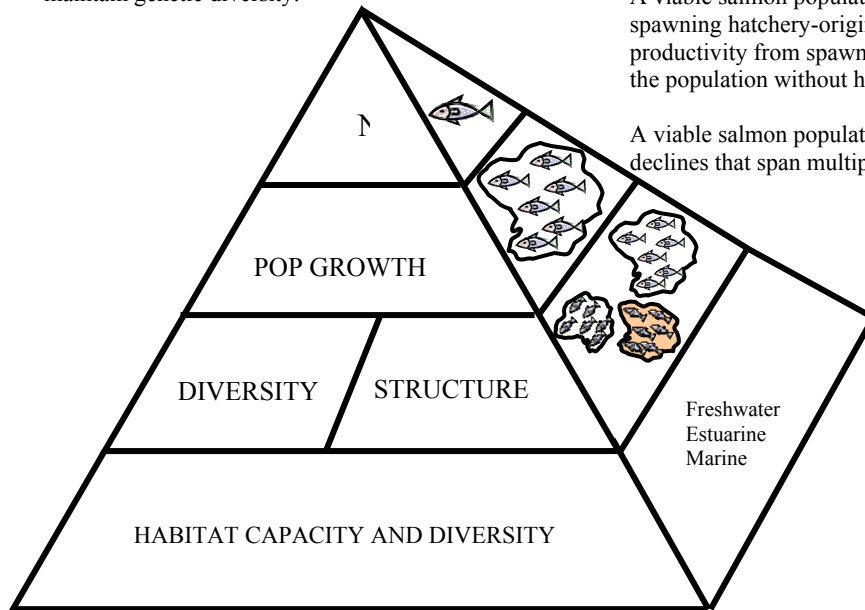 maintain genetic diversity.
A viable salmon populat
spawning hatchery-origin
productivity from spawn
the population without h
A viable salmon populat
declines that span multip
N
POP GROWTH
DIVERSITY
STRUCTURE
Freshwater
Estuarine
Marine
HABITAT CAPACITY AND DIVERSITY